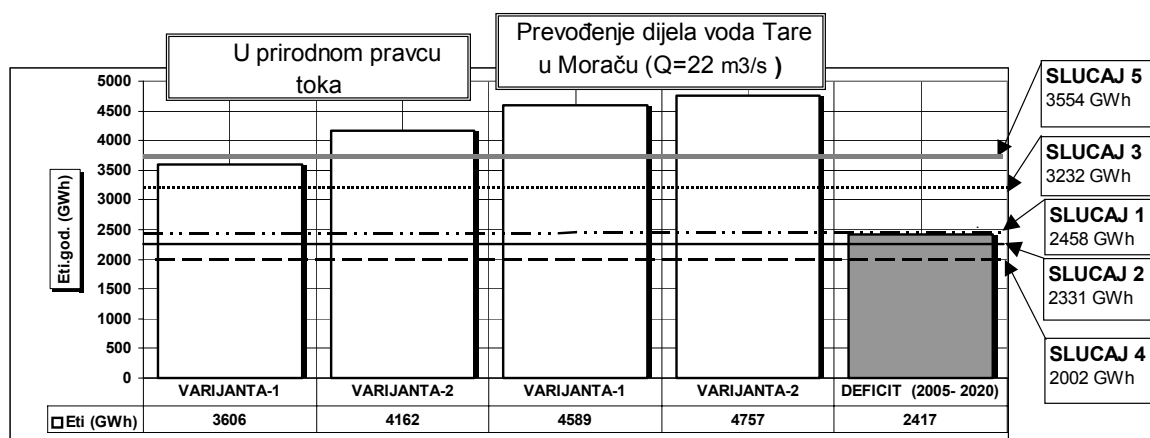 U prirodnom pravcu
toka
Prevođenje dijela voda Tare
u Moraču (Q=22 m3/s )
Eti.god. (GWh)
5000
4500
4000
3500
3000
2500
2000
1500
1000
500
0
SLUCAJ 5
3554 GWh
SLUCAJ 3
3232 GWh
SLUCAJ 1
2458 GWh
SLUCAJ 2
2331 GWh
SLUCAJ 4
2002 GWh
VARIJANTA-1 VARIJANTA-2 VARIJANTA-1 VARIJANTA-2 DEFICIT (2005- 2020)
Eti (GWh) 3606 4162 4589 4757 2417